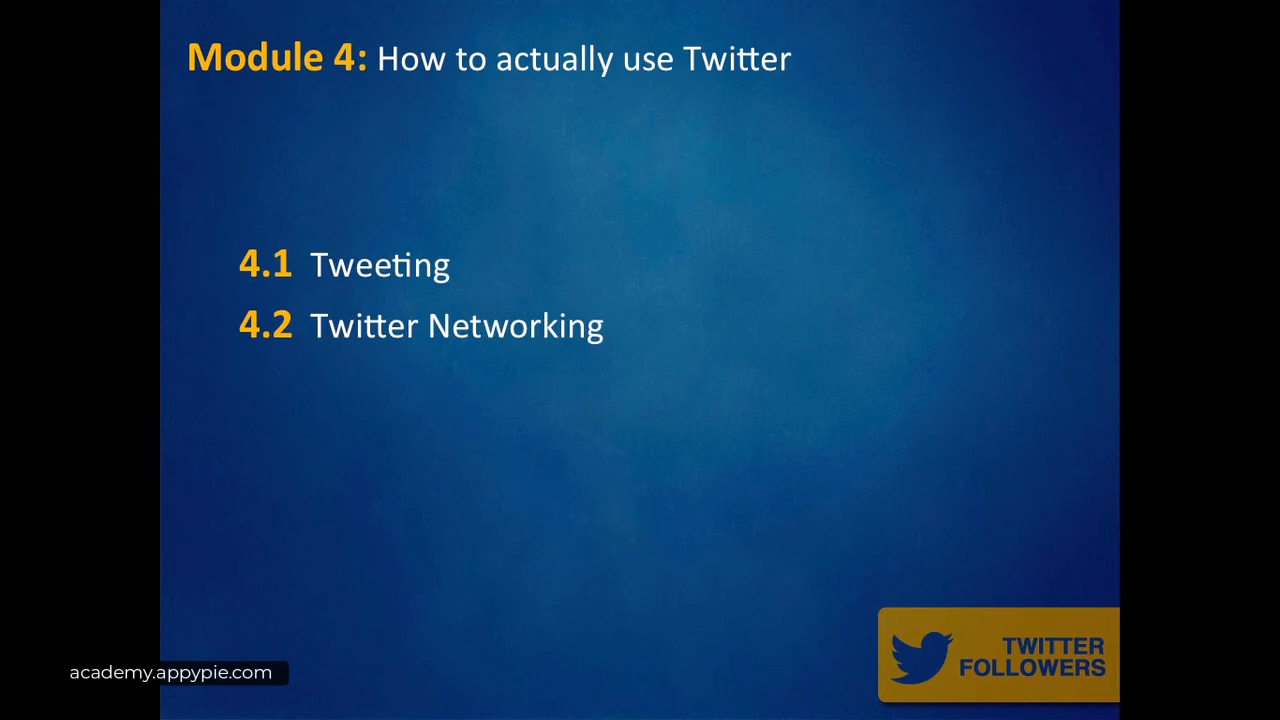 Module 4: How to actually use Twitter
4.1 Tweeting
4.2 Twitter Networking
TWITTER
FOLLOWERS
academy.appypie.com